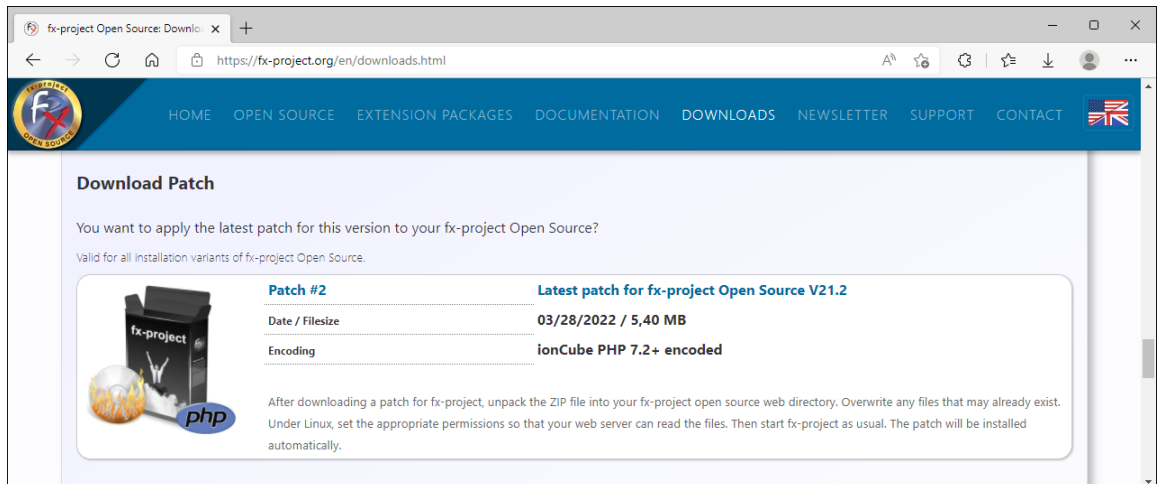 fx-project Open Source: Downlo
https://fx-project.org/en/downloads.html
fx-project
OPEN SOURCE
HOME OPEN SOURCE EXTENSION PACKAGES DOCUMENTATION DOWNLOADS NEWSLETTER SUPPORT CONTACT
Download Patch
You want to apply the latest patch for this version to your fx-project Open Source?
Valid for all installation variants of fx-project Open Source.
Patch #2 Latest patch for fx-project Open Source V21.2
Date / Filesize 03/28/2022 / 5,40 MB
Encoding ionCube PHP 7.2+ encoded
fx-project
php
After downloading a patch for fx-project, unpack the ZIP file into your fx-project open source web directory. Overwrite any files that may already exist.
Under Linux, set the appropriate permissions so that your web server can read the files. Then start fx-project as usual. The patch will be installed
automatically.